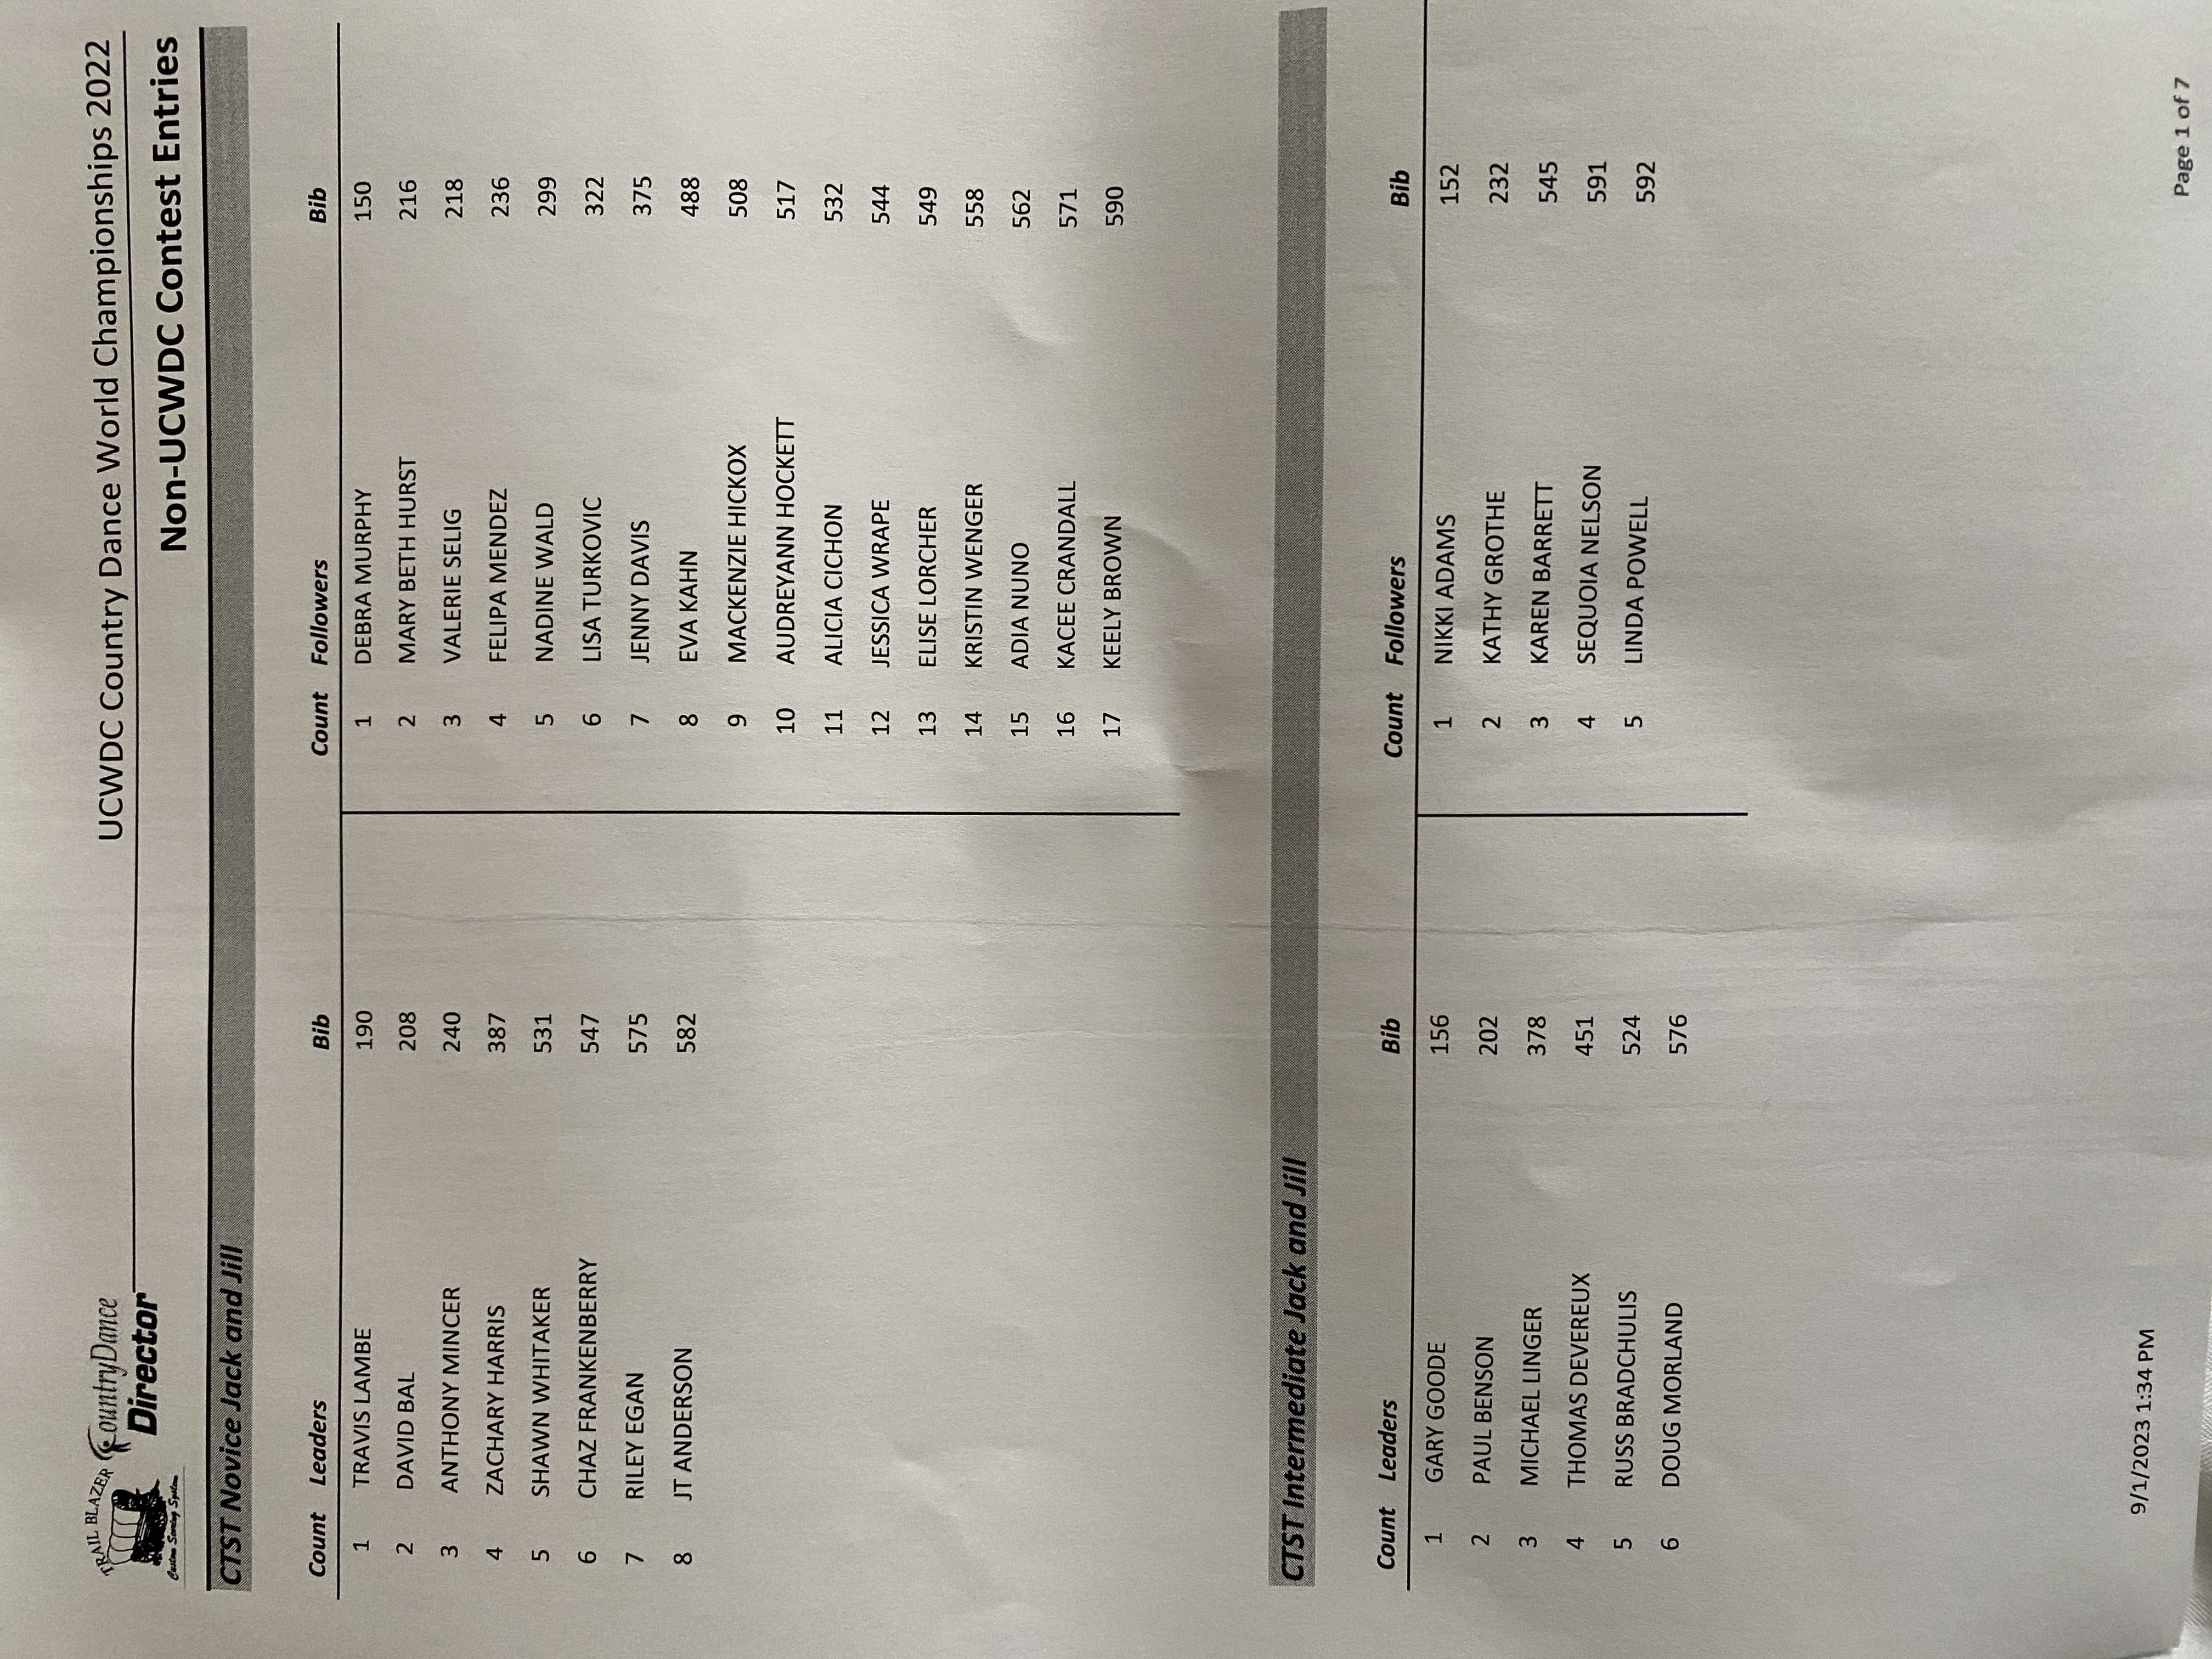 TRAIL BLAZER
Custom Scoring System
CountryDance
Director
UCWDC Country Dance World Championships 2022
Non-UCWDC Contest Entries
CTST Novice Jack and Jill
Count Leaders Bib Count Followers Bib
1 TRAVIS LAMBE 190 1 DEBRA MURPHY 150
2 DAVID BAL 208 2 MARY BETH HURST 216
3 ANTHONY MINCER 240 3 VALERIE SELIG 218
4 ZACHARY HARRIS 387 4 FELIPA MENDEZ 236
5 SHAWN WHITAKER 531 5 NADINE WALD 299
6 CHAZ FRANKENBERRY 547 6 LISA TURKOVIC 322
7 RILEY EGAN 575 7 JENNY DAVIS 375
8 JT ANDERSON 582 8 EVA KAHN 488
9 MACKENZIE HICKOX 508
10 AUDREYANN HOCKETT 517
11 ALICIA CICHON 532
12 JESSICA WRAPE 544
13 ELISE LORCHER 549
14 KRISTIN WENGER 558
15 ADIA NUNO 562
16 KACEE CRANDALL 571
17 KEELY BROWN 590
CTST Intermediate Jack and Jill
Count Leaders Bib Count Followers Bib
1 GARY GOODE 156 1 NIKKI ADAMS 152
2 PAUL BENSON 202 2 KATHY GROTHE 232
3 MICHAEL LINGER 378 3 KAREN BARRETT 545
4 THOMAS DEVEREUX 451 4 SEQUOIA NELSON 591
5 RUSS BRADCHULIS 524 5 LINDA POWELL 592
6 DOUG MORLAND 576
9/1/2023 1:34 PM
Page 1 of 7